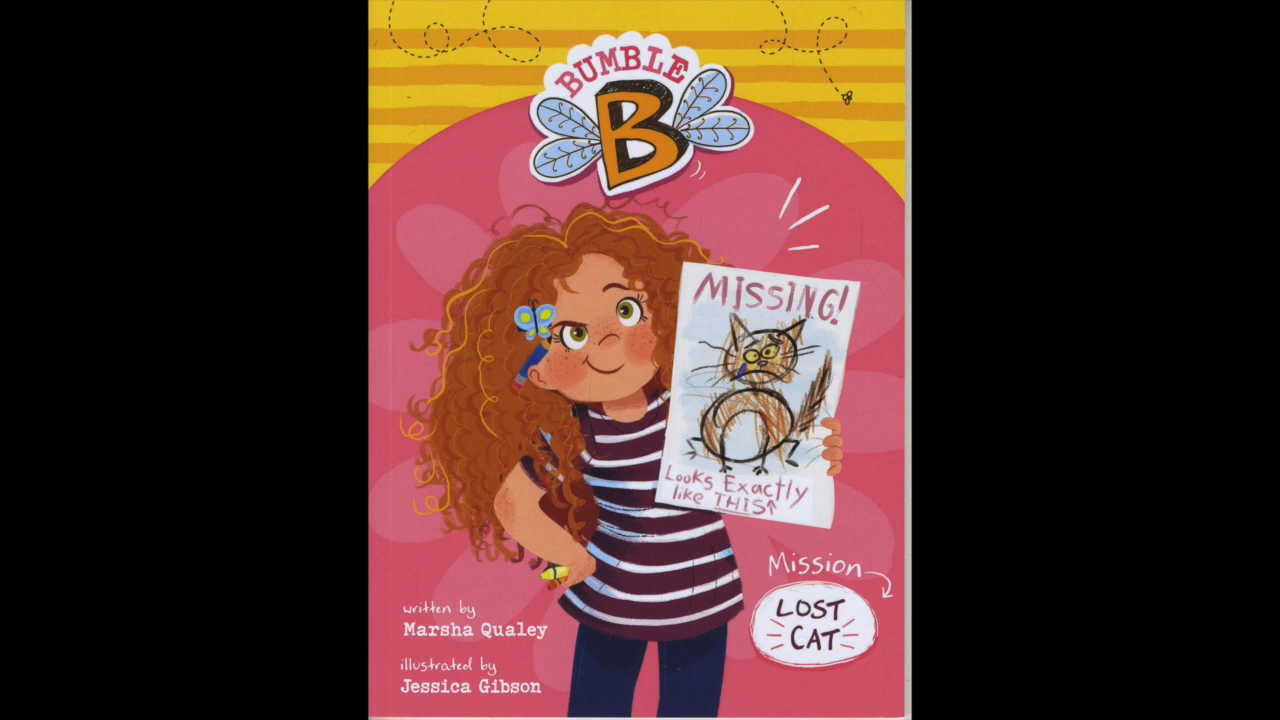 BUMBLE
B
MISSING!
Looks Exactly
like THIS↑
Mission
LOST
CAT
written by
Marsha Qualey
illustrated by
Jessica Gibson